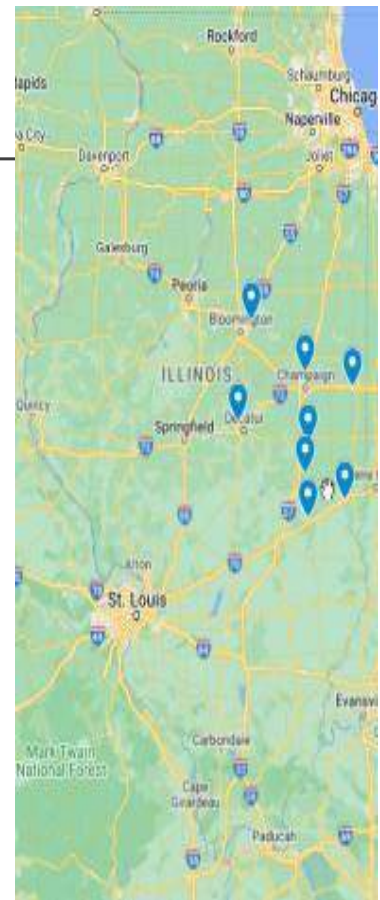 Rockford
Schaumburg
Chicag
apids
Naperville
a City
Davenport
Joliet
Galesburg
Peoria
Bloomington
ILLINOIS
Champaign
Quincy
Decatur
Springfield
Alton
St. Louis
Evansvi
Carbondale
Mark Twain
National Forest
Cape
Girardeau
Paducah